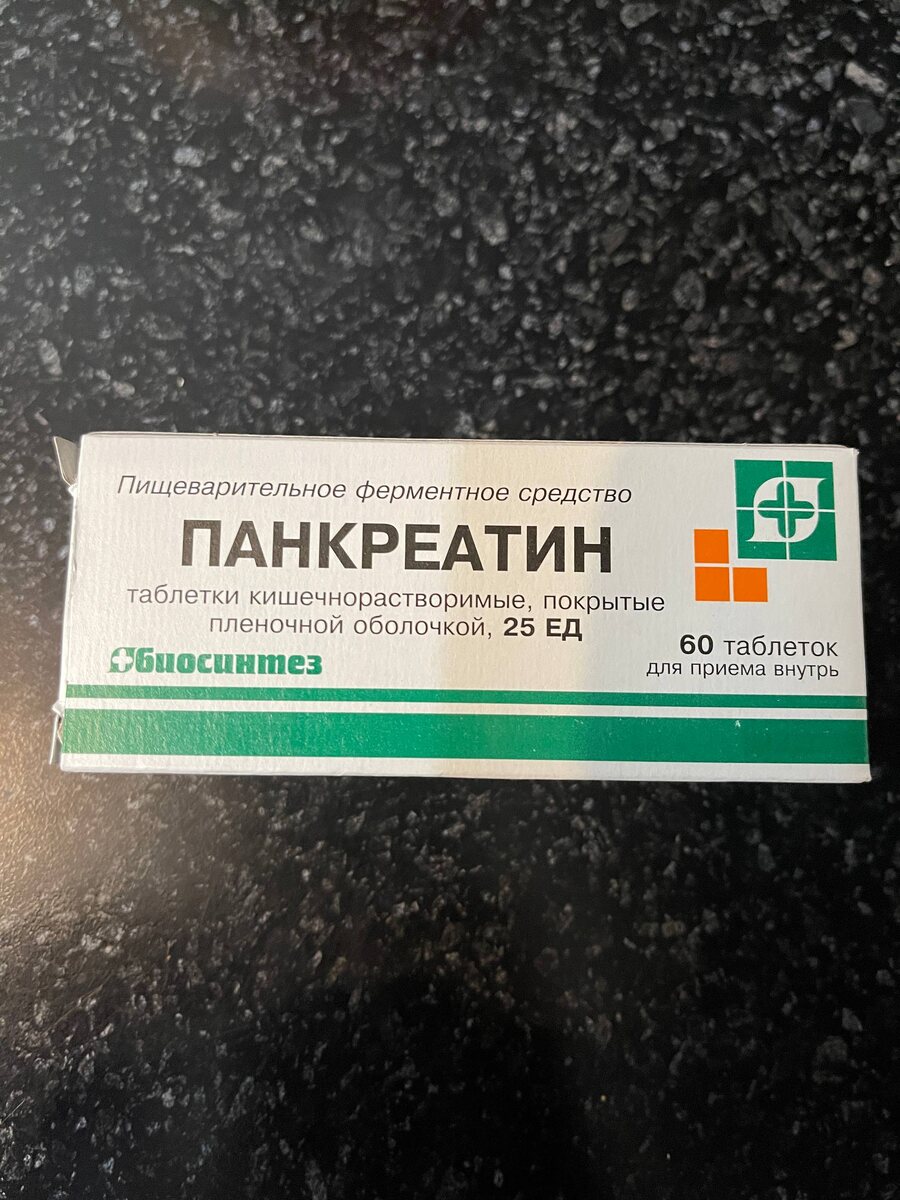 Пищеварительное ферментное средство
ПАНКРЕАТИН
таблетки кишечнорастворимые, покрытые
пленочной оболочкой, 25 ЕД
биосинтез
60 таблеток
для приема внутрь